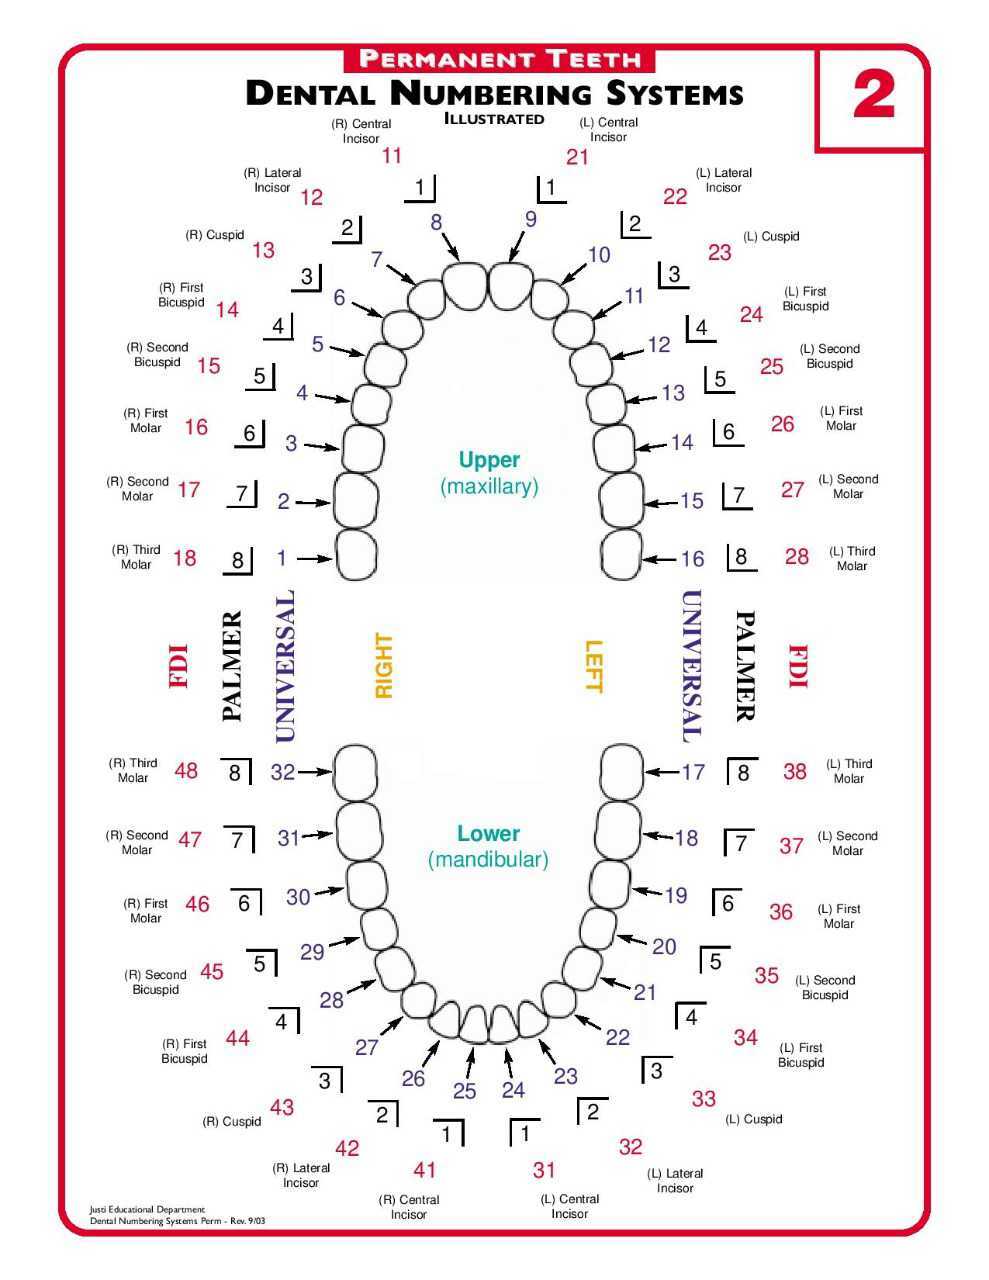 PERMANENT TEETH
DENTAL NUMBERING SYSTEMS
ILLUSTRATED
2
(R) Central
Incisor
11
1
8
(L) Central
Incisor
21
1
9
(R) Lateral
Incisor
12
2
7
(L) Lateral
Incisor
22
2
10
(R) Cuspid
13
3
6
(L) Cuspid
23
3
11
(R) First
Bicuspid
14
4
5
(L) First
Bicuspid
24
4
12
(R) Second
Bicuspid
15
5
4
(L) Second
Bicuspid
25
5
13
(R) First
Molar
16
6
3
(L) First
Molar
26
6
14
Upper
(maxillary)
(R) Second
Molar
17
7
2
(L) Second
Molar
27
7
15
(R) Third
Molar
18
8
1
(L) Third
Molar
28
8
16
FDI
PALMER
UNIVERSAL
RIGHT
LEFT
UNIVERSAL
PALMER
FDI
(R) Third
Molar
48
8
32
(L) Third
Molar
38
8
17
(R) Second
Molar
47
7
31
(L) Second
Molar
37
7
18
Lower
(mandibular)
(R) First
Molar
46
6
30
(L) First
Molar
36
6
19
(R) Second
Bicuspid
45
5
29
(L) Second
Bicuspid
35
5
20
(R) First
Bicuspid
44
4
28
(L) First
Bicuspid
34
4
21
(R) Cuspid
43
3
27
(L) Cuspid
33
3
22
(R) Lateral
Incisor
42
2
26
(L) Lateral
Incisor
32
2
23
(R) Central
Incisor
41
1
25
(L) Central
Incisor
31
1
24
Justi Educational Department
Dental Numbering Systems Perm - Rev. 9/03